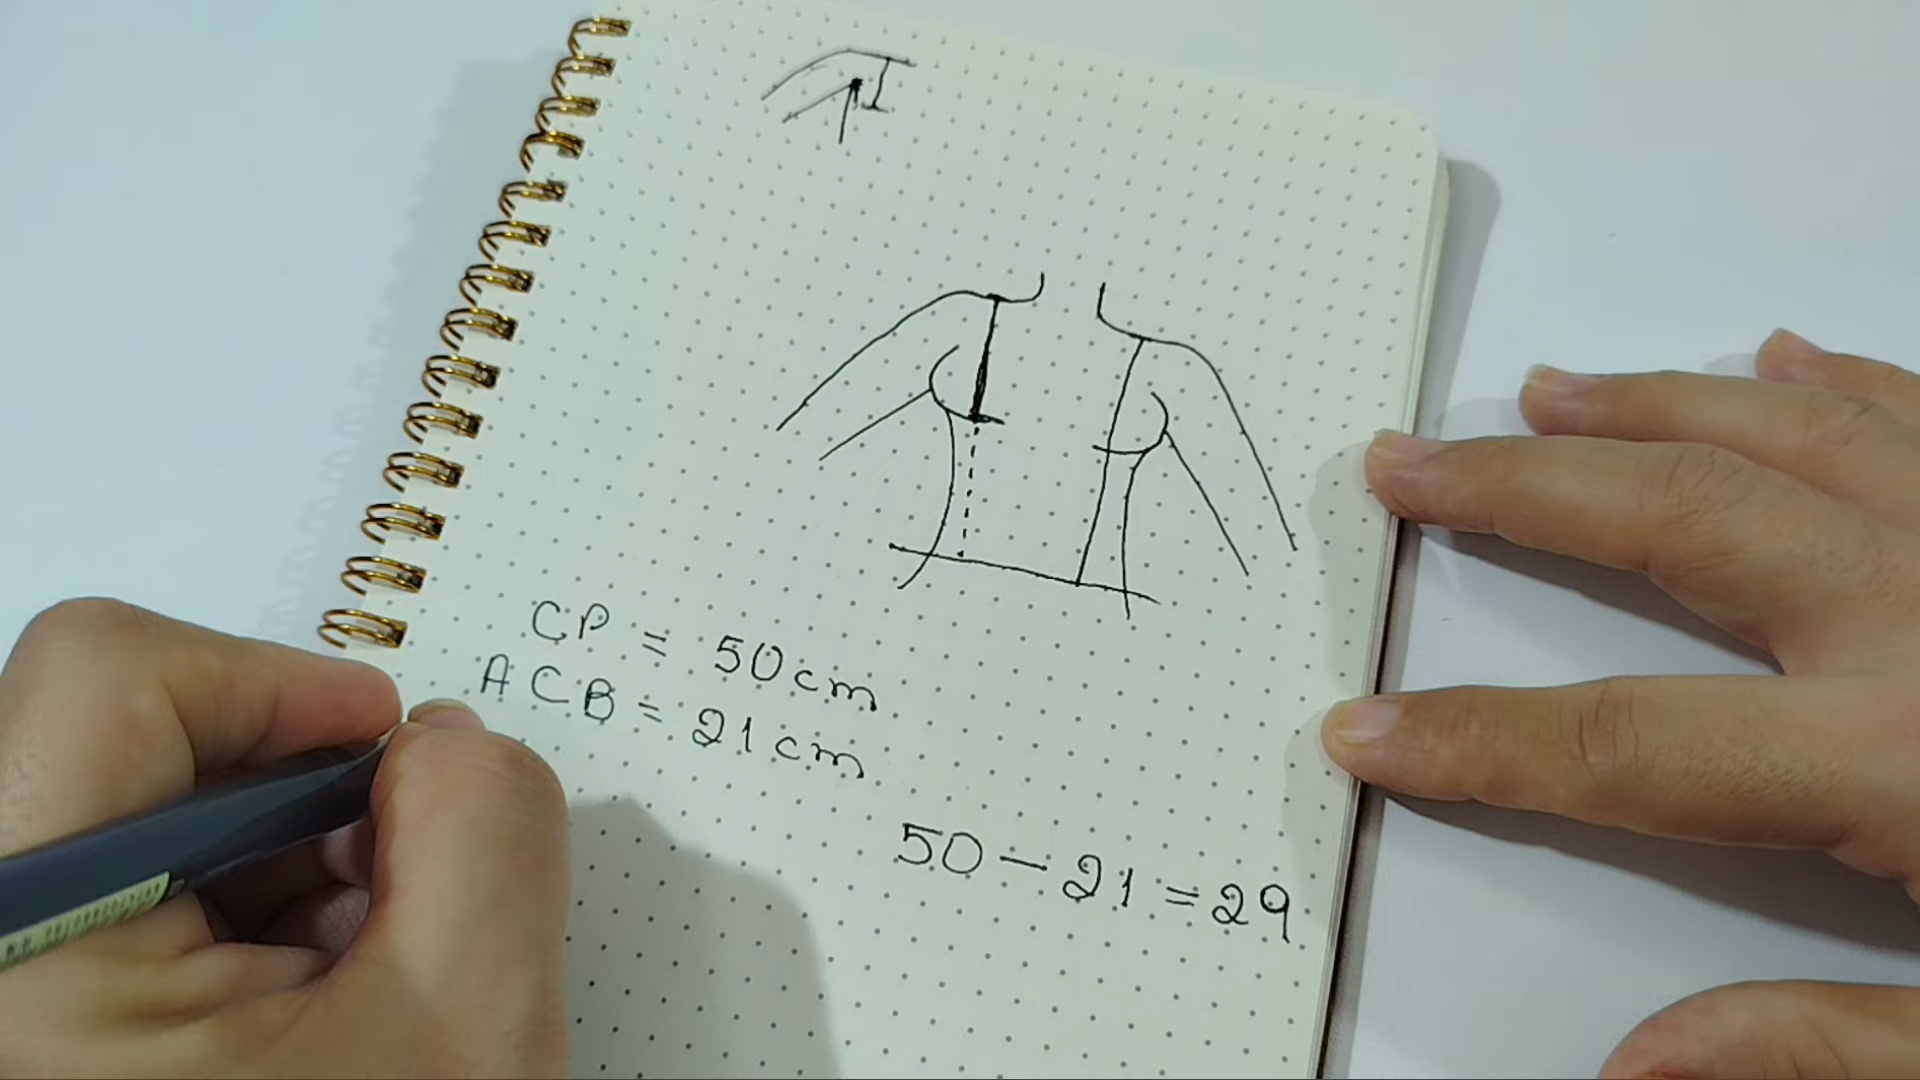 CP = 50cm
ACB = 21cm
50 - 21 = 29